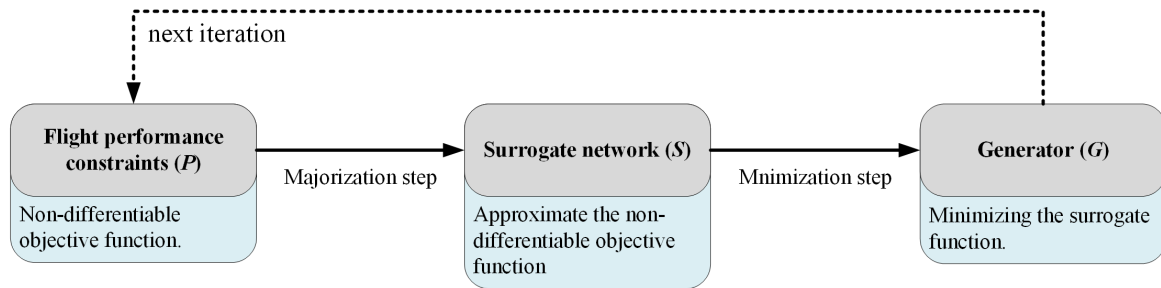 next iteration
Flight performance
constraints (P)
Non-differentiable
objective function.
Majorization step
Surrogate network (S)
Approximate the non-
differentiable objective
function
Mnimization step
Generator (G)
Minimizing the surrogate
function.